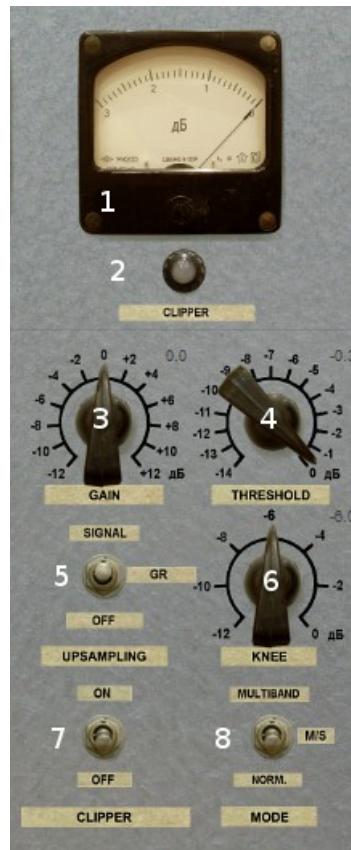 3 2 1 0
дБ
1
2
CLIPPER
0.0
-12 -10 -8 -6 -4 -2 0 +2 +4 +6 +8 +10 +12 дБ
3
GAIN
-14 -13 -12 -11 -10 -9 -8 -7 -6 -5 -4 -3 -2 -1 0 дБ
4
THRESHOLD
SIGNAL
5
GR
OFF
UPSAMPLING
-6.0
-12 -10 -8 -6 -4 -2 0 дБ
6
KNEE
ON
7
OFF
CLIPPER
MULTIBAND
8
M/S
NORM.
MODE